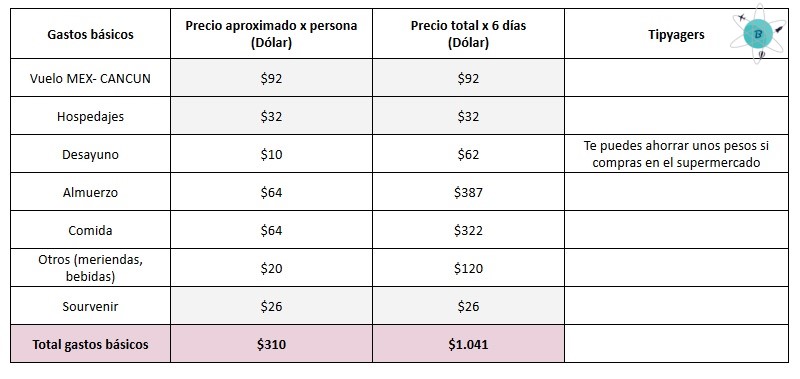 Gastos básicos | Precio aproximado x persona (Dólar) | Precio total x 6 días (Dólar) | Tipyagers
B
Vuelo MEX- CANCUN | $92 | $92
Hospedajes | $32 | $32
Desayuno | $10 | $62 | Te puedes ahorrar unos pesos si compras en el supermercado
Almuerzo | $64 | $387
Comida | $64 | $322
Otros (meriendas, bebidas) | $20 | $120
Sourvenir | $26 | $26
Total gastos básicos | $310 | $1.041